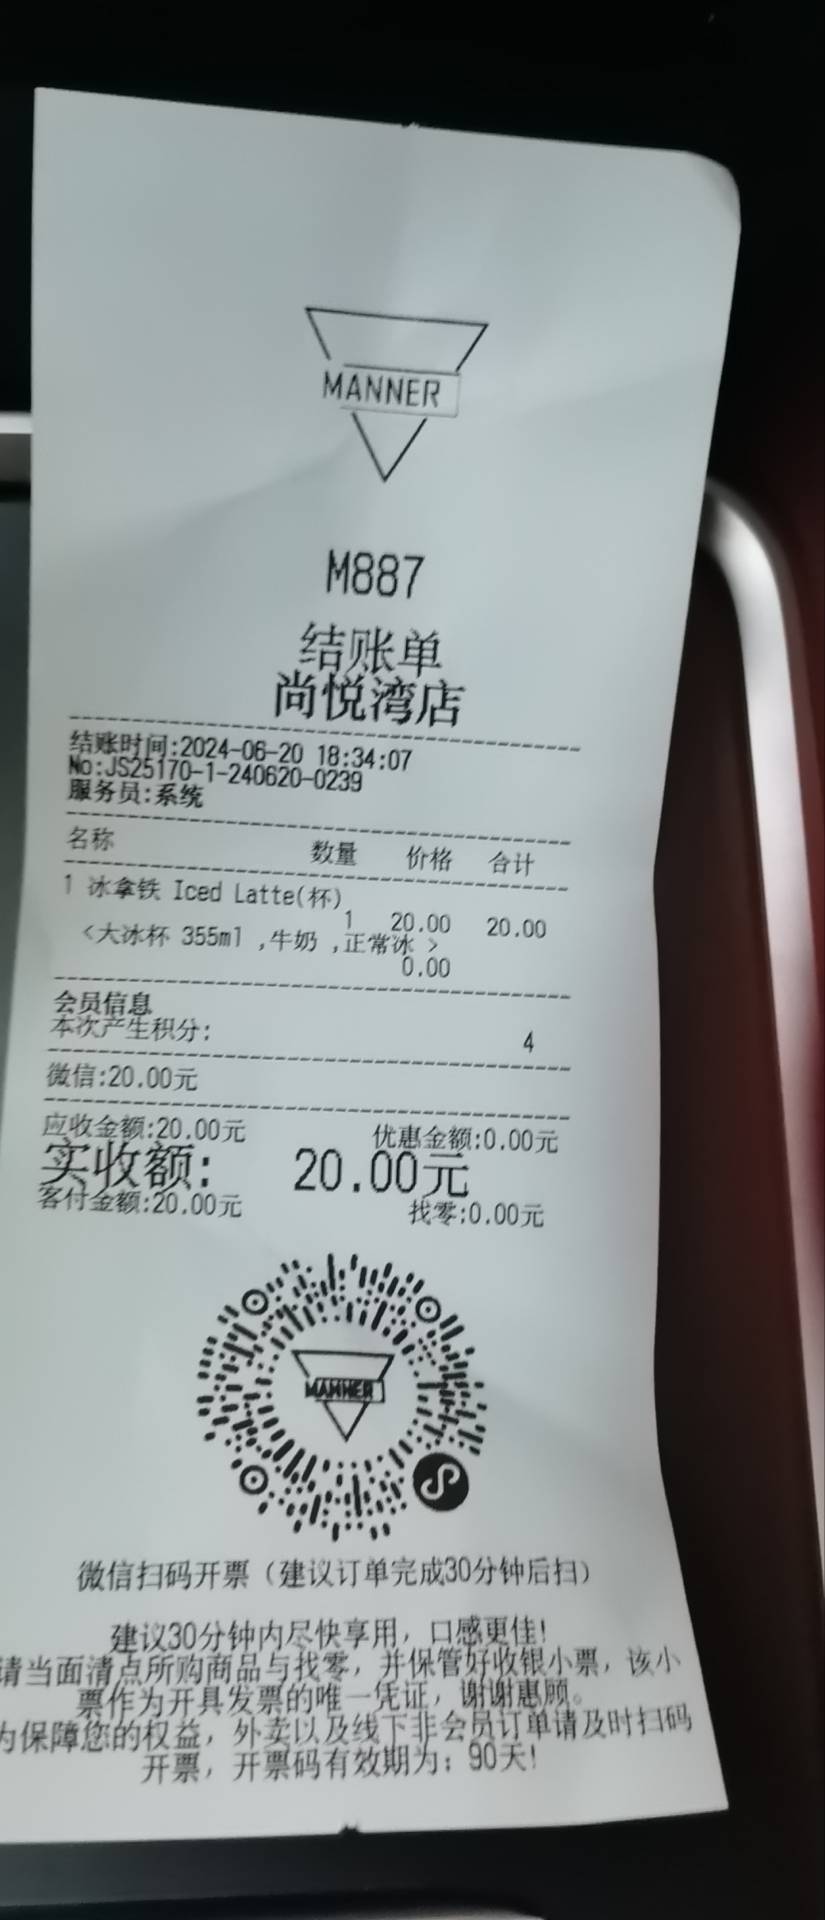 MANNER
M887
结账单
尚悦湾店
结账时间:2024-06-20 18:34:07
No:JS25170-1-240620-0239
服务员:系统
名称 数量 价格 合计
1 冰拿铁 Iced Latte(杯)
1 20.00 20.00
<大冰杯 355ml ,牛奶 ,正常冰 >
0.00
会员信息
本次产生积分: 4
微信:20.00元
应收金额:20.00元 优惠金额:0.00元
实收额: 20.00元
客付金额:20.00元 找零:0.00元
MANNER
微信扫码开票（建议订单完成30分钟后扫）
建议30分钟内尽快享用，口感更佳!
请当面清点所购商品与找零，并保管好收银小票，该小
票作为开具发票的唯一凭证，谢谢惠顾。
为保障您的权益，外卖以及线下非会员订单请及时扫码
开票，开票码有效期为：90天!